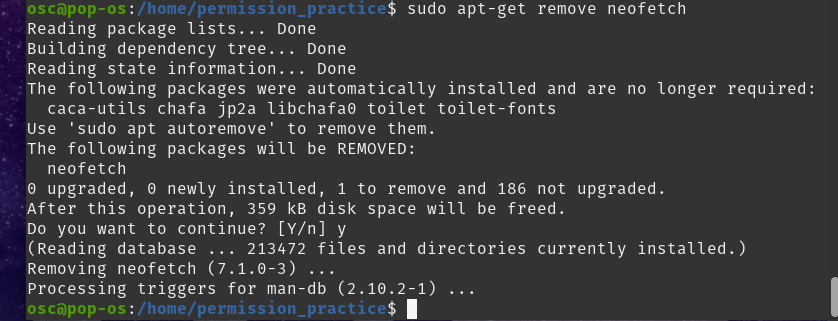 osc@pop-os:/home/permission_practice$ sudo apt-get remove neofetch
Reading package lists... Done
Building dependency tree... Done
Reading state information... Done
The following packages were automatically installed and are no longer required:
  caca-utils chafa jp2a libchafa0 toilet toilet-fonts
Use 'sudo apt autoremove' to remove them.
The following packages will be REMOVED:
  neofetch
0 upgraded, 0 newly installed, 1 to remove and 186 not upgraded.
After this operation, 359 kB disk space will be freed.
Do you want to continue? [Y/n] y
(Reading database ... 213472 files and directories currently installed.)
Removing neofetch (7.1.0-3) ...
Processing triggers for man-db (2.10.2-1) ...
osc@pop-os:/home/permission_practice$